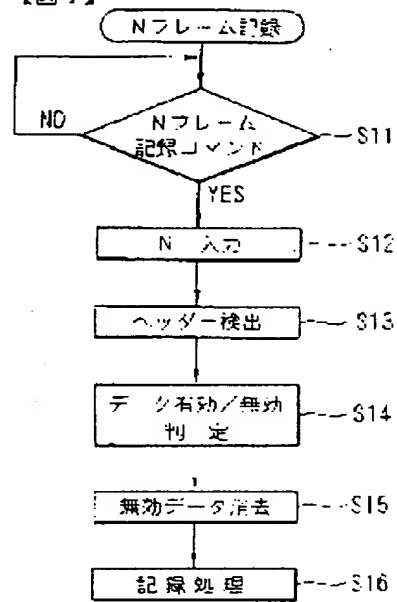 Nフレーム記録
NO
Nフレーム
記録コマンド
S11
YES
N 入力
S12
ヘッダー検出
S13
データ有効/無効
判 定
S14
無効データ消去
S15
記録処理
S16